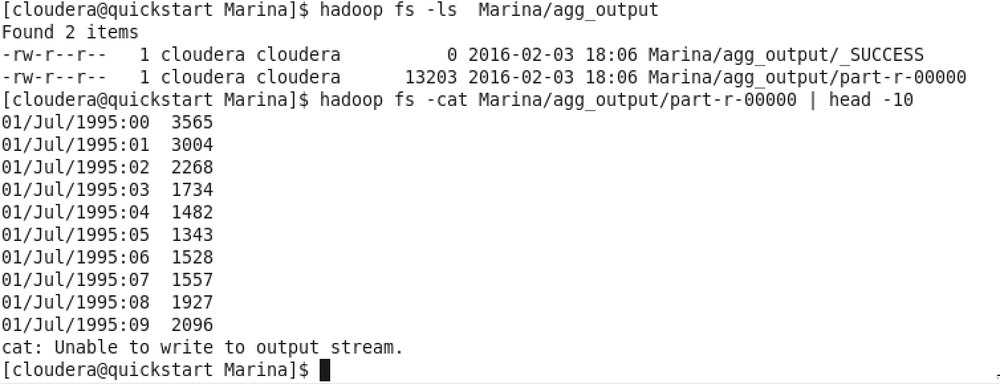 [cloudera@quickstart Marina]$ hadoop fs -ls  Marina/agg_output
Found 2 items
-rw-r--r--   1 cloudera cloudera          0 2016-02-03 18:06 Marina/agg_output/_SUCCESS
-rw-r--r--   1 cloudera cloudera      13203 2016-02-03 18:06 Marina/agg_output/part-r-00000
[cloudera@quickstart Marina]$ hadoop fs -cat Marina/agg_output/part-r-00000 | head -10
01/Jul/1995:00  3565
01/Jul/1995:01  3004
01/Jul/1995:02  2268
01/Jul/1995:03  1734
01/Jul/1995:04  1482
01/Jul/1995:05  1343
01/Jul/1995:06  1528
01/Jul/1995:07  1557
01/Jul/1995:08  1927
01/Jul/1995:09  2096
cat: Unable to write to output stream.
[cloudera@quickstart Marina]$